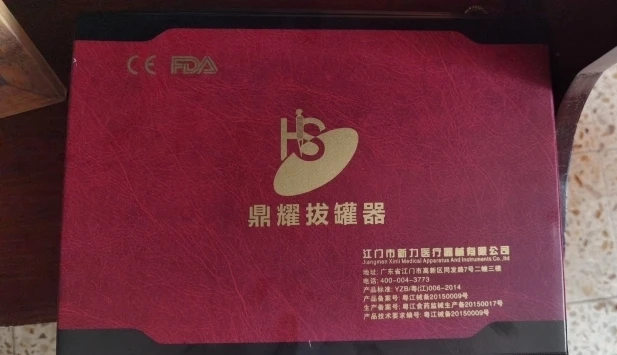 CE FDA
HS
鼎耀拔罐器
江门市新力医疗器械有限公司
Jiangmen Xinli Medical Apparatus And Instruments Co.,ltd
地址: 广东省江门市高新区同发路7号二幢三楼
电话: 400-004-3773
产品标准: YZB/粤(江)006-2014
产品备案号: 粤江械备20150009号
生产备案号: 粤江食药监械生产备20150017号
产品技术要求编号: 粤江械备20150009号